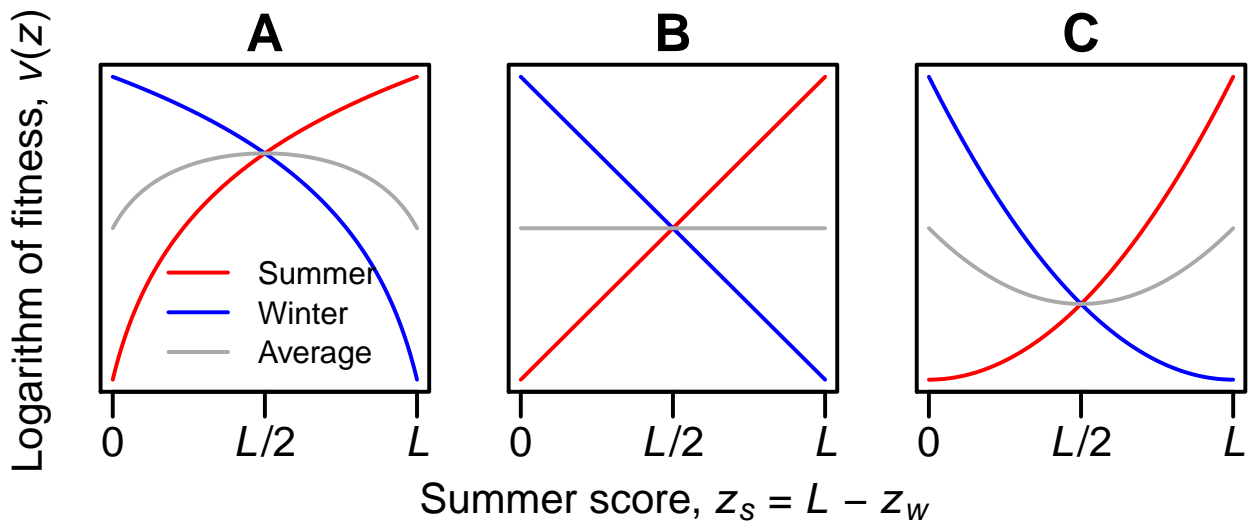 A B C
Logarithm of fitness, v(z)
Summer
Winter
Average
0 L/2 L 0 L/2 L 0 L/2 L
Summer score, z_s = L − z_w